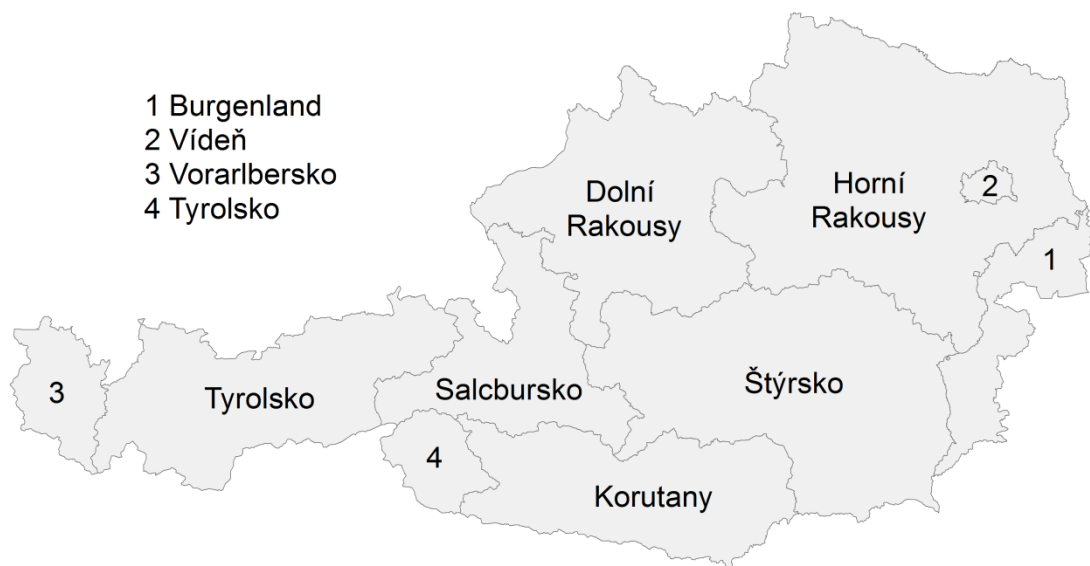 1 Burgenland
2 Vídeň
3 Vorarlbersko
4 Tyrolsko
Dolní
Rakousy
Horní
Rakousy
2
1
3
Tyrolsko
Salcbursko
Štýrsko
4
Korutany